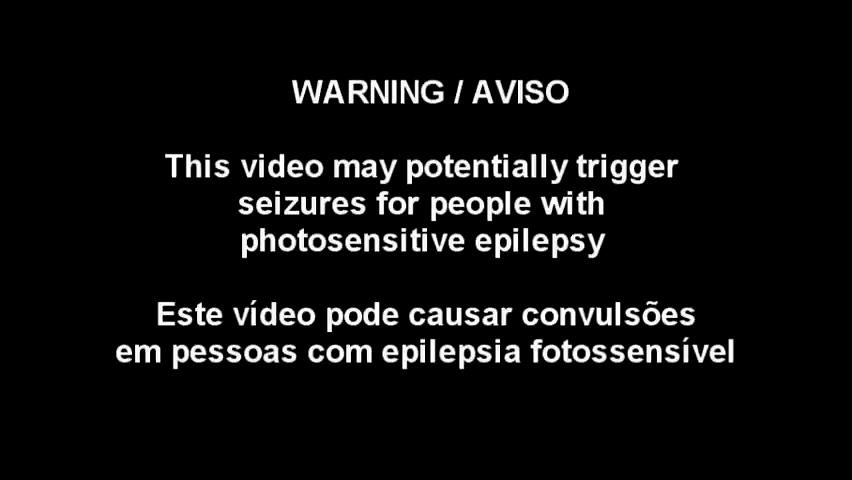 WARNING / AVISO
This video may potentially trigger
seizures for people with
photosensitive epilepsy
Este vídeo pode causar convulsões
em pessoas com epilepsia fotossensível